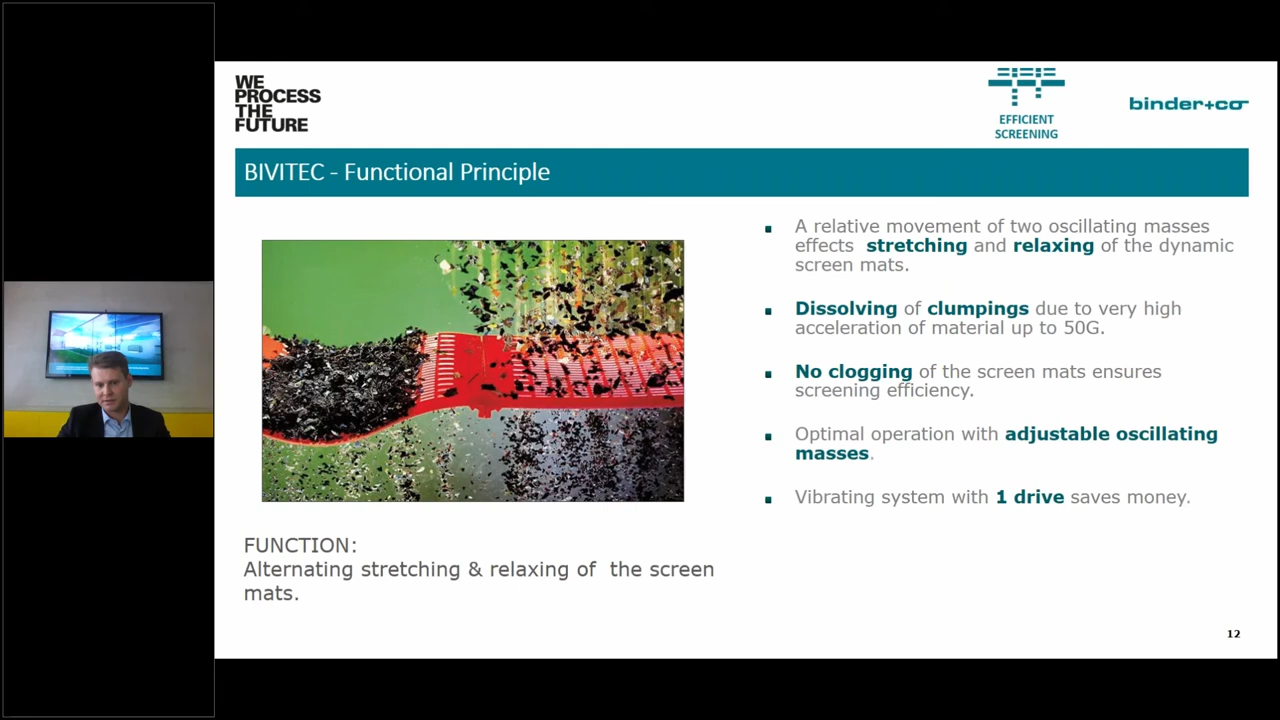 WE
PROCESS
THE
FUTURE
EFFICIENT
SCREENING
binder+co
BIVITEC - Functional Principle
A relative movement of two oscillating masses
effects stretching and relaxing of the dynamic
screen mats.
Dissolving of clumpings due to very high
acceleration of material up to 50G.
No clogging of the screen mats ensures
screening efficiency.
Optimal operation with adjustable oscillating
masses.
Vibrating system with 1 drive saves money.
FUNCTION:
Alternating stretching & relaxing of the screen
mats.
12